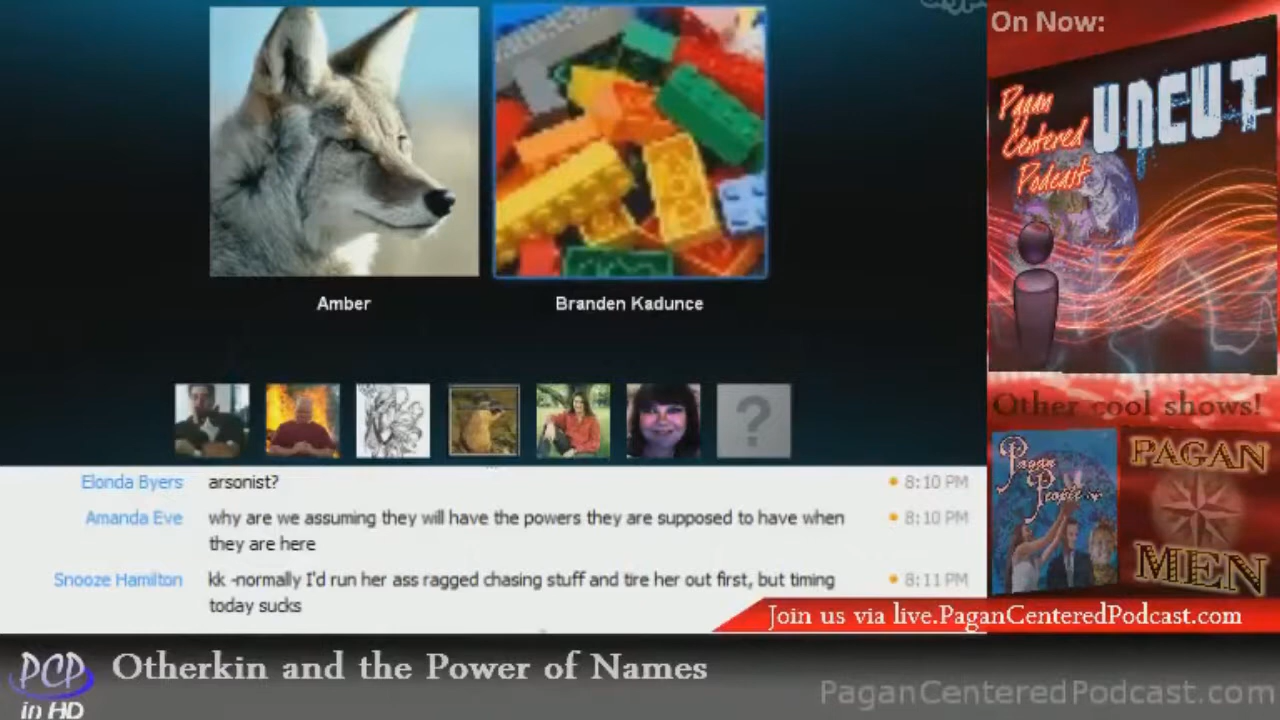 On Now:
Pagan
Centered
Podcast
UNCUT
Amber
Branden Kadunce
?
Elonda Byers arsonist? 8:10 PM
Amanda Eve why are we assuming they will have the powers they are supposed to have when 8:10 PM
they are here
Snooze Hamilton kk -normally I'd run her ass ragged chasing stuff and tire her out first, but timing 8:11 PM
today sucks
Other cool shows!
Pagan
People
PAGAN
MEN
Join us via live.PaganCenteredPodcast.com
PCP
in HD
Otherkin and the Power of Names
PaganCenteredPodcast.com